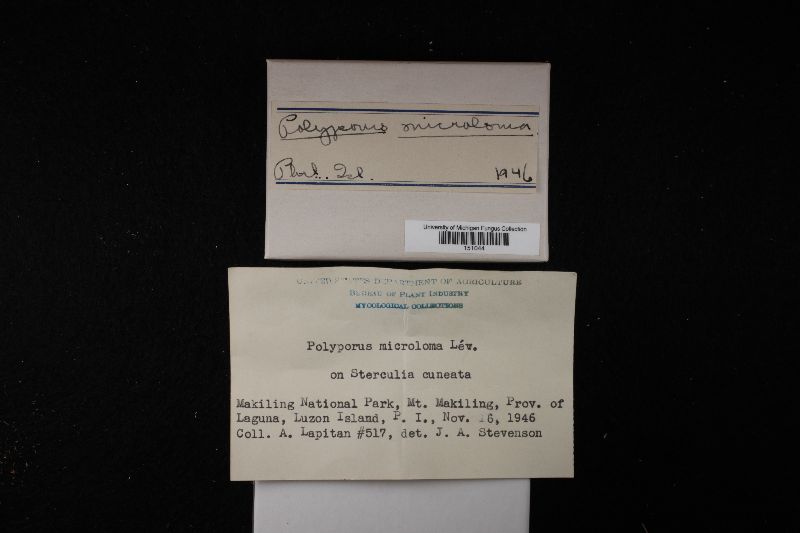 Polyporus microloma.
Phil. Isl. 1946
University of Michigan Fungus Collection
151044
UNITED STATES DEPARTMENT OF AGRICULTURE
BUREAU OF PLANT INDUSTRY
MYCOLOGICAL COLLECTIONS
Polyporus microloma Lév.
on Sterculia cuneata
Makiling National Park, Mt. Makiling, Prov. of
Laguna, Luzon Island, P. I., Nov. 16, 1946
Coll. A. Lapitan #517, det. J. A. Stevenson